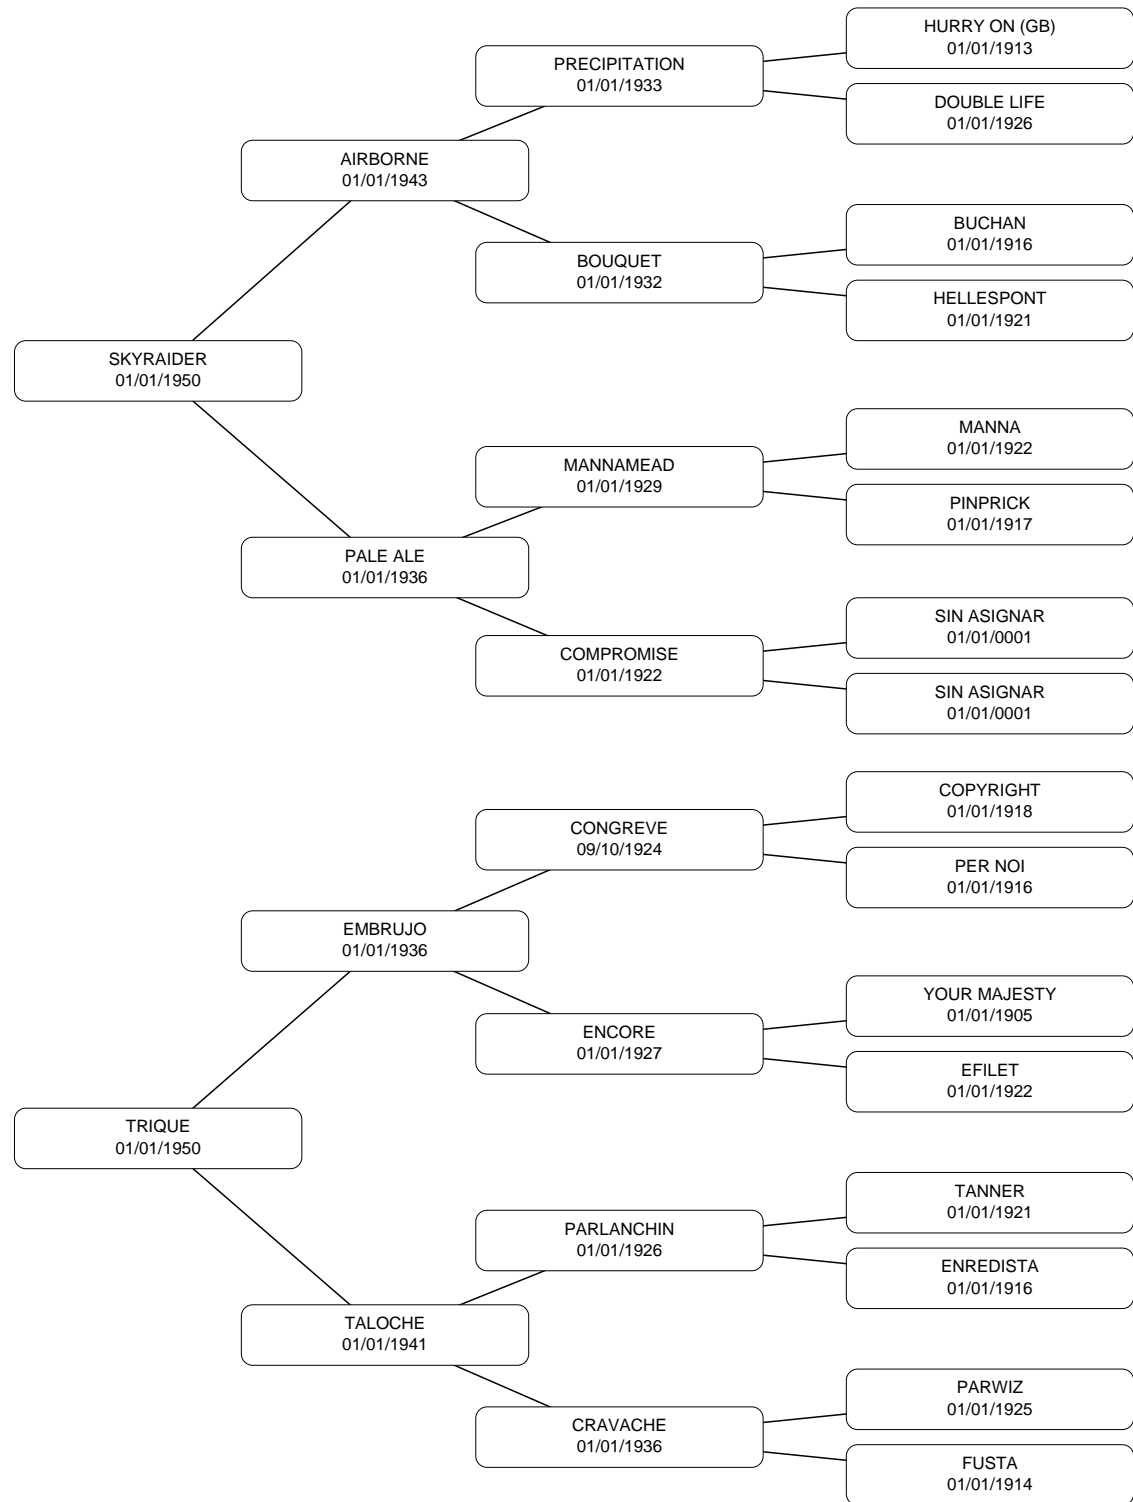 HURRY ON (GB)
01/01/1913
PRECIPITATION
01/01/1933
DOUBLE LIFE
01/01/1926
AIRBORNE
01/01/1943
BUCHAN
01/01/1916
BOUQUET
01/01/1932
HELLESPONT
01/01/1921
SKYRAIDER
01/01/1950
MANNA
01/01/1922
MANNAMEAD
01/01/1929
PINPRICK
01/01/1917
PALE ALE
01/01/1936
SIN ASIGNAR
01/01/0001
COMPROMISE
01/01/1922
SIN ASIGNAR
01/01/0001
COPYRIGHT
01/01/1918
CONGREVE
09/10/1924
PER NOI
01/01/1916
EMBRUJO
01/01/1936
YOUR MAJESTY
01/01/1905
ENCORE
01/01/1927
EFILET
01/01/1922
TRIQUE
01/01/1950
TANNER
01/01/1921
PARLANCHIN
01/01/1926
ENREDISTA
01/01/1916
TALOCHE
01/01/1941
PARWIZ
01/01/1925
CRAVACHE
01/01/1936
FUSTA
01/01/1914